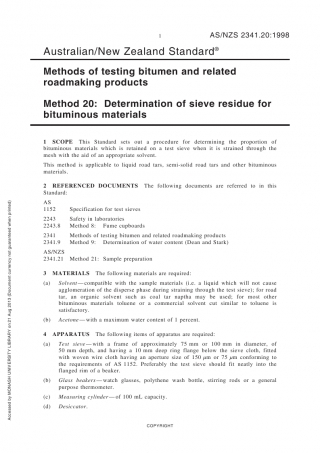 1
AS/NZS 2341.20:1998
Australian/New Zealand Standard®
Methods of testing bitumen and related
roadmaking products
Method 20: Determination of sieve residue for
bituminous materials
1 SCOPE This Standard sets out a procedure for determining the proportion of
bituminous materials which is retained on a test sieve when it is strained through the
mesh with the aid of an appropriate solvent.
This method is applicable to liquid road tars, semi-solid road tars and other bituminous
materials.
2 REFERENCED DOCUMENTS The following documents are referred to in this
Standard:
AS
1152 Specification for test sieves
2243 Safety in laboratories
2243.8 Method 8: Fume cupboards
2341 Methods of testing bitumen and related roadmaking products
2341.9 Method 9: Determination of water content (Dean and Stark)
AS/NZS
2341.21 Method 21: Sample preparation
3 MATERIALS The following materials are required:
(a) Solvent—compatible with the sample materials (i.e. a liquid which will not cause
agglomeration of the disperse phase during straining through the test sieve); for road
tar, an organic solvent such as coal tar naptha may be used; for most other
bituminous materials toluene or a commercial solvent cut similar to toluene is
satisfactory.
(b) Acetone—with a maximum water content of 1 percent.
4 APPARATUS The following items of apparatus are required:
(a) Test sieve—with a frame of approximately 75 mm or 100 mm in diameter, of
50 mm depth, and having a 10 mm deep ring flange below the sieve cloth, fitted
with woven wire cloth having an aperture size of 150 μm or 75 μm conforming to
the requirements of AS 1152. Preferably the test sieve should fit neatly into the
flanged rim of a beaker.
(b) Glass beakers—watch glasses, polythene wash bottle, stirring rods or a general
purpose thermometer.
(c) Measuring cylinder—of 100 mL capacity.
(d) Desiccator.
COPYRIGHT
Accessed by MONASH UNIVERSITY LIBRARY on 21 Aug 2013 (Document currency not guaranteed when printed)